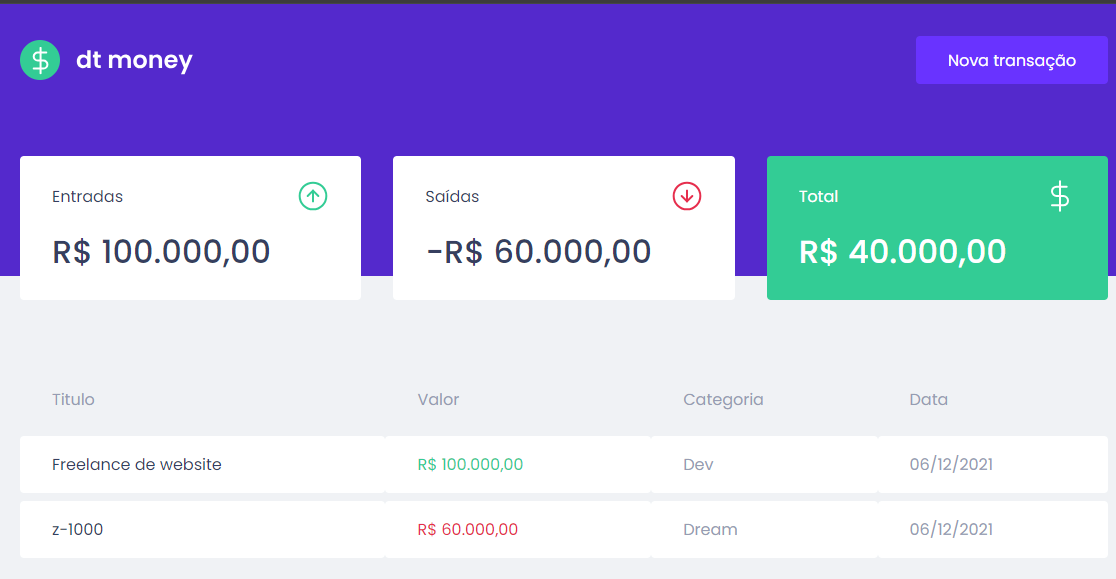 $ dt money
Nova transação
Entradas
R$ 100.000,00
Saídas
-R$ 60.000,00
Total
$
R$ 40.000,00
Titulo Valor Categoria Data
Freelance de website R$ 100.000,00 Dev 06/12/2021
z-1000 R$ 60.000,00 Dream 06/12/2021